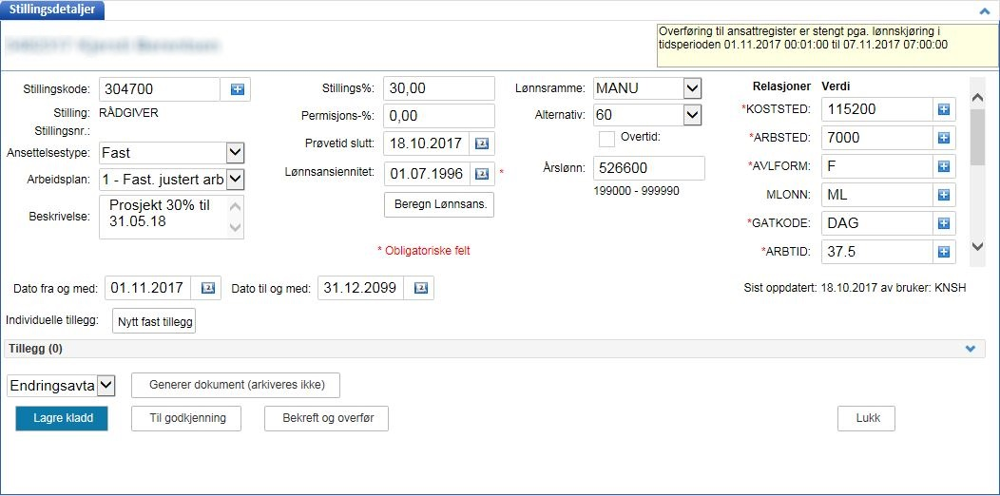 Stillingsdetaljer
Overføring til ansattregister er stengt pga. lønnskjøring i
tidsperioden 01.11.2017 00:01:00 til 07.11.2017 07:00:00
Stillingskode: 304700
Stilling: RÅDGIVER
Stillingsnr.:
Ansettelsestype: Fast
Arbeidsplan: 1 - Fast. justert arb
Beskrivelse: Prosjekt 30% til
31.05.18
Stillings%: 30,00
Permisjons-%: 0,00
Prøvetid slutt: 18.10.2017
Lønnsansiennitet: 01.07.1996 *
Beregn Lønnsans.
* Obligatoriske felt
Lønnsramme: MANU
Alternativ: 60
Overtid:
Årslønn: 526600
199000 - 999990
Relasjoner Verdi
*KOSTSTED: 115200
*ARBSTED: 7000
*AVLFORM: F
MLONN: ML
*GATKODE: DAG
*ARBTID: 37.5
Dato fra og med: 01.11.2017 Dato til og med: 31.12.2099
Sist oppdatert: 18.10.2017 av bruker: KNSH
Individuelle tillegg: Nytt fast tillegg
Tillegg (0)
Endringsavta Generer dokument (arkiveres ikke)
Lagre kladd Til godkjenning Bekreft og overfør Lukk